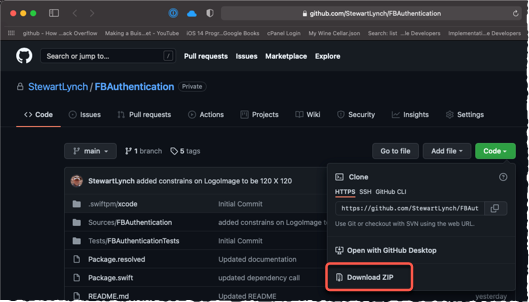 github.com/StewartLynch/FBAuthentication
github - How ...ack Overflow Making a Bui...et - YouTube iOS 14 Progr...Google Books cPanel Login My Wine Cellar.json Search: list ...le Developers Implementati...e Developers
Search or jump to... / Pull requests Issues Marketplace Explore
StewartLynch / FBAuthentication Private
<> Code Issues Pull requests Actions Projects Wiki Security Insights Settings
main 1 branch 5 tags Go to file Add file Code
StewartLynch added constrains on LogoImage to be 120 X 120
.swiftpm/xcode Initial Commit
Sources/FBAuthentication added constrains on LogoImage to
Tests/FBAuthenticationTests Initial Commit
Package.resolved Updated documentation
Package.swift updated dependency call
README.md Updated README yesterday
Clone ?
HTTPS SSH GitHub CLI
https://github.com/StewartLynch/FBAut
Use Git or checkout with SVN using the web URL.
Open with GitHub Desktop
Download ZIP